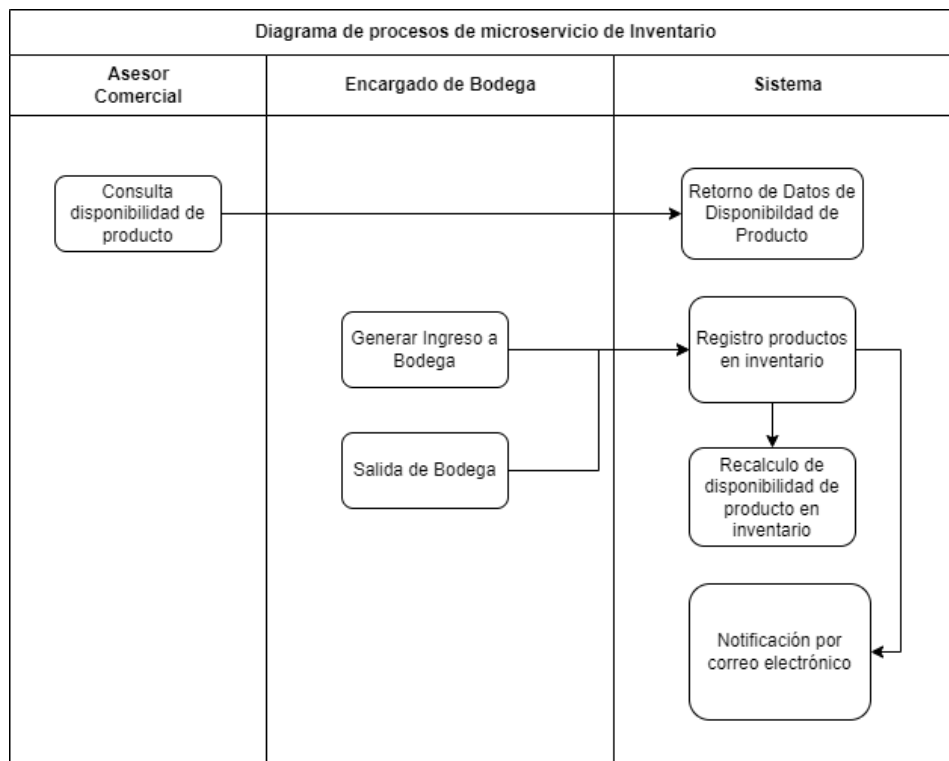 Diagrama de procesos de microservicio de Inventario
Asesor
Comercial
Encargado de Bodega
Sistema
Consulta
disponibilidad de
producto
Retorno de Datos de
Disponibildad de
Producto
Generar Ingreso a
Bodega
Registro productos
en inventario
Salida de Bodega
Recalculo de
disponibilidad de
producto en
inventario
Notificación por
correo electrónico